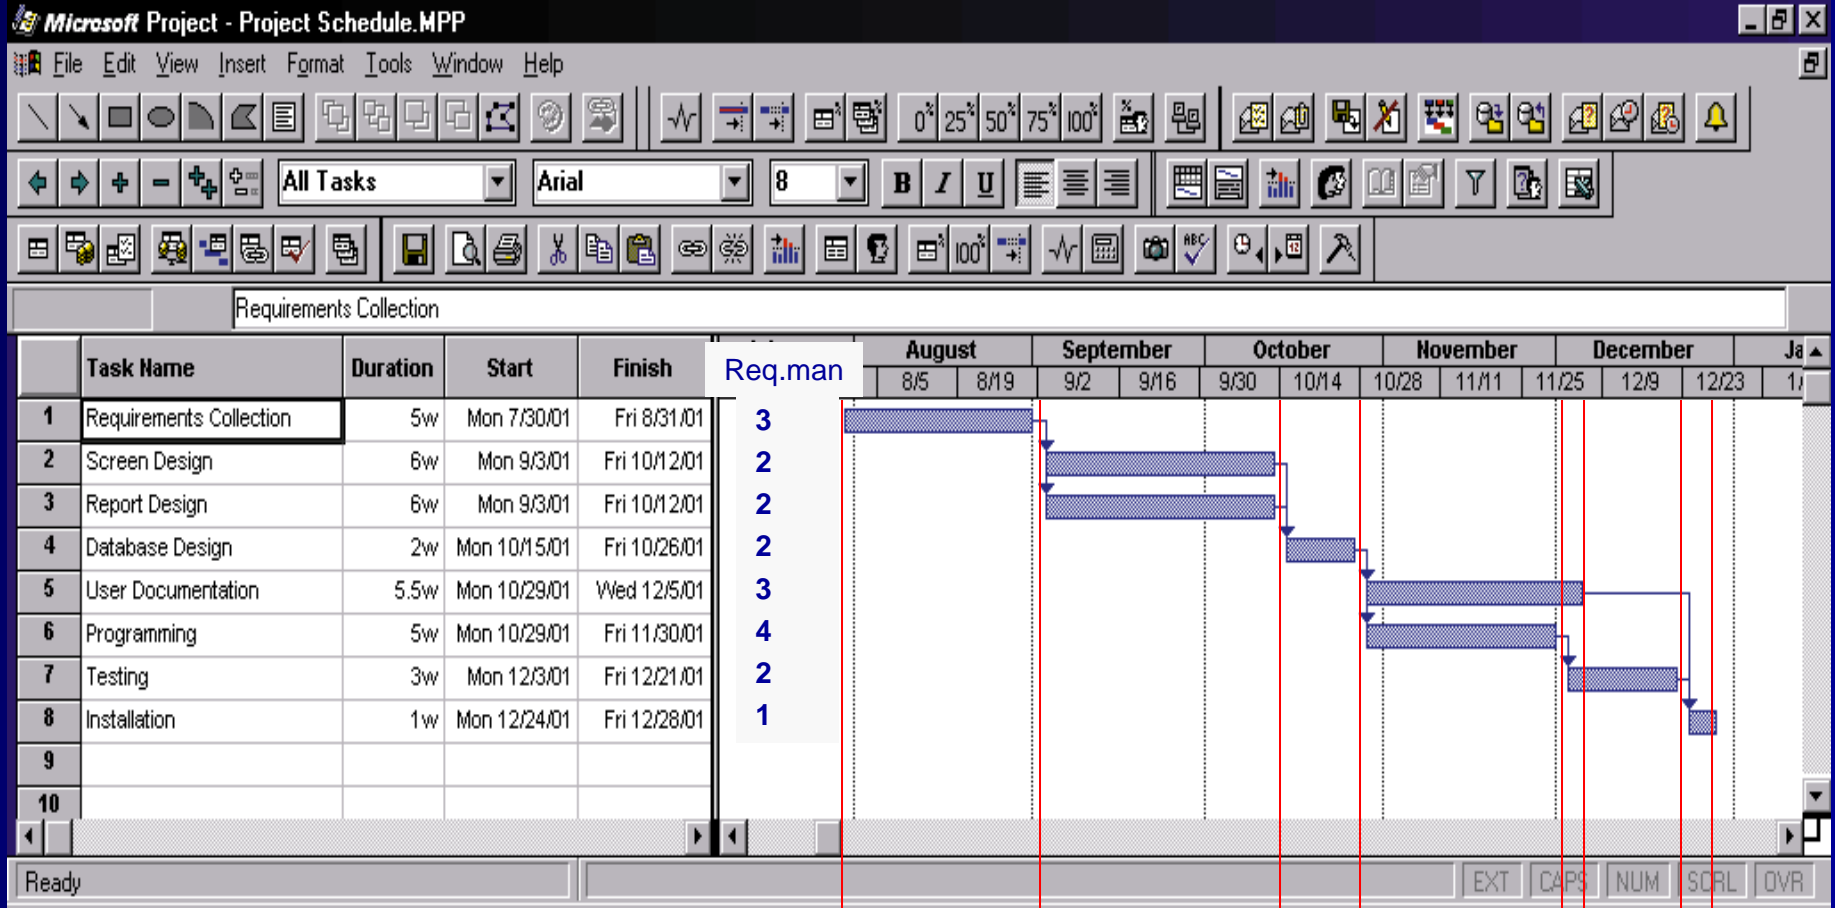 Microsoft Project - Project Schedule.MPP
File Edit View Insert Format Tools Window Help
0% 25% 50% 75% 100%
All Tasks Arial 8 B I U
100% ABC 12
Requirements Collection
Task Name Duration Start Finish Req.man August September October November December Ja
8/5 8/19 9/2 9/16 9/30 10/14 10/28 11/11 11/25 12/9 12/23 1/
1 Requirements Collection 5w Mon 7/30/01 Fri 8/31/01 3
2 Screen Design 6w Mon 9/3/01 Fri 10/12/01 2
3 Report Design 6w Mon 9/3/01 Fri 10/12/01 2
4 Database Design 2w Mon 10/15/01 Fri 10/26/01 2
5 User Documentation 5.5w Mon 10/29/01 Wed 12/5/01 3
6 Programming 5w Mon 10/29/01 Fri 11/30/01 4
7 Testing 3w Mon 12/3/01 Fri 12/21/01 2
8 Installation 1w Mon 12/24/01 Fri 12/28/01 1
9
10
Ready EXT CAPS NUM SCRL OVR